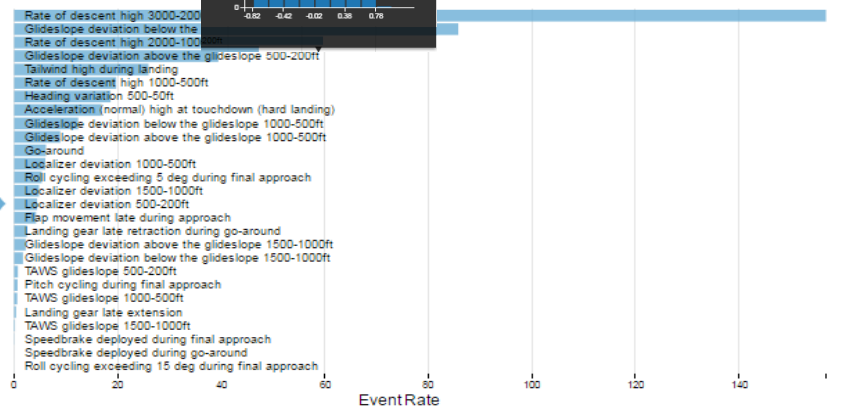 0
-0.82 -0.42 -0.02 0.38 0.78
Rate of descent high 3000-200
Glideslope deviation below the
Rate of descent high 2000-1000ft
Glideslope deviation above the glideslope 500-200ft
Tailwind high during landing
Rate of descent high 1000-500ft
Heading variation 500-50ft
Acceleration (normal) high at touchdown (hard landing)
Glideslope deviation below the glideslope 1000-500ft
Glideslope deviation above the glideslope 1000-500ft
Go-around
Localizer deviation 1000-500ft
Roll cycling exceeding 5 deg during final approach
Localizer deviation 1500-1000ft
Localizer deviation 500-200ft
Flap movement late during approach
Landing gear late retraction during go-around
Glideslope deviation above the glideslope 1500-1000ft
Glideslope deviation below the glideslope 1500-1000ft
TAWS glideslope 500-200ft
Pitch cycling during final approach
TAWS glideslope 1000-500ft
Landing gear late extension
TAWS glideslope 1500-1000ft
Speedbrake deployed during final approach
Speedbrake deployed during go-around
Roll cycling exceeding 15 deg during final approach
0 20 40 60 80 100 120 140
Event Rate